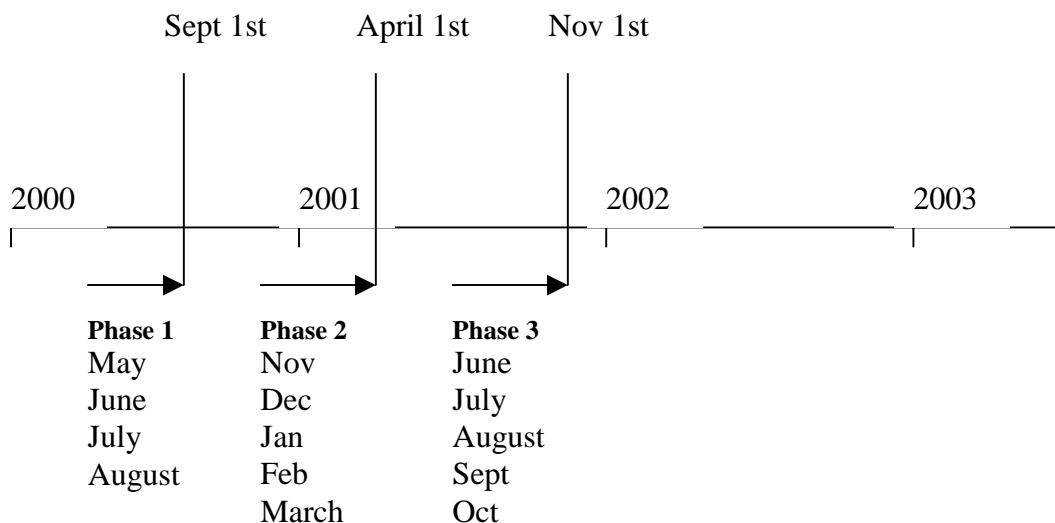 Sept 1st April 1st Nov 1st
2000 2001 2002 2003
Phase 1
May
June
July
August
Phase 2
Nov
Dec
Jan
Feb
March
Phase 3
June
July
August
Sept
Oct